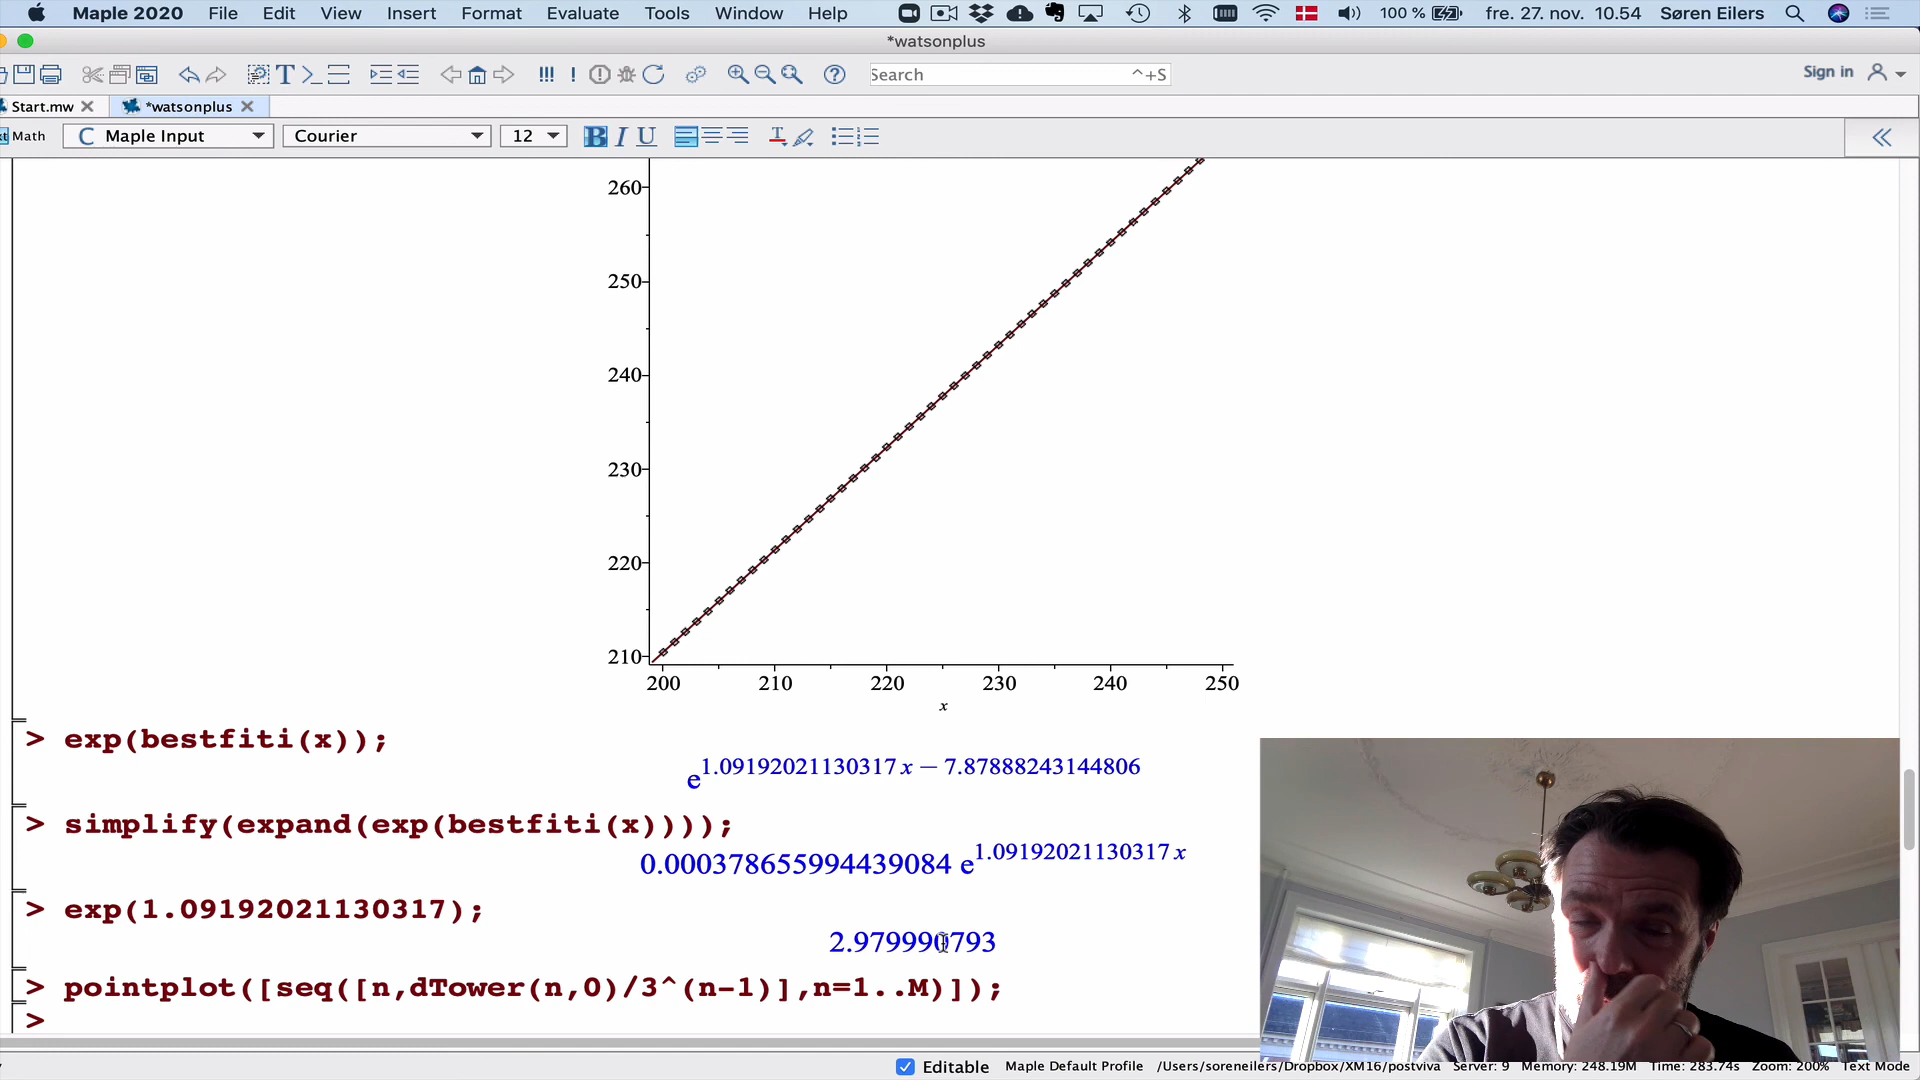 Maple 2020 File Edit View Insert Format Evaluate Tools Window Help 100 % fre. 27. nov. 10.54 Søren Eilers
*watsonplus
Search ^+S Sign in
Start.mw *watsonplus
Math C Maple Input Courier 12 B I U
260
250
240
230
220
210
200 210 220 230 240 250
x
> exp(bestfiti(x));
e^1.09192021130317 x − 7.87888243144806
> simplify(expand(exp(bestfiti(x))));
0.000378655994439084 e^1.09192021130317 x
> exp(1.09192021130317);
2.979990793
> pointplot([seq([n,dTower(n,0)/3^(n-1)],n=1..M)]);
>
Editable Maple Default Profile /Users/soreneilers/Dropbox/XM16/postviva Server: 9 Memory: 248.19M Time: 283.74s Zoom: 200% Text Mode